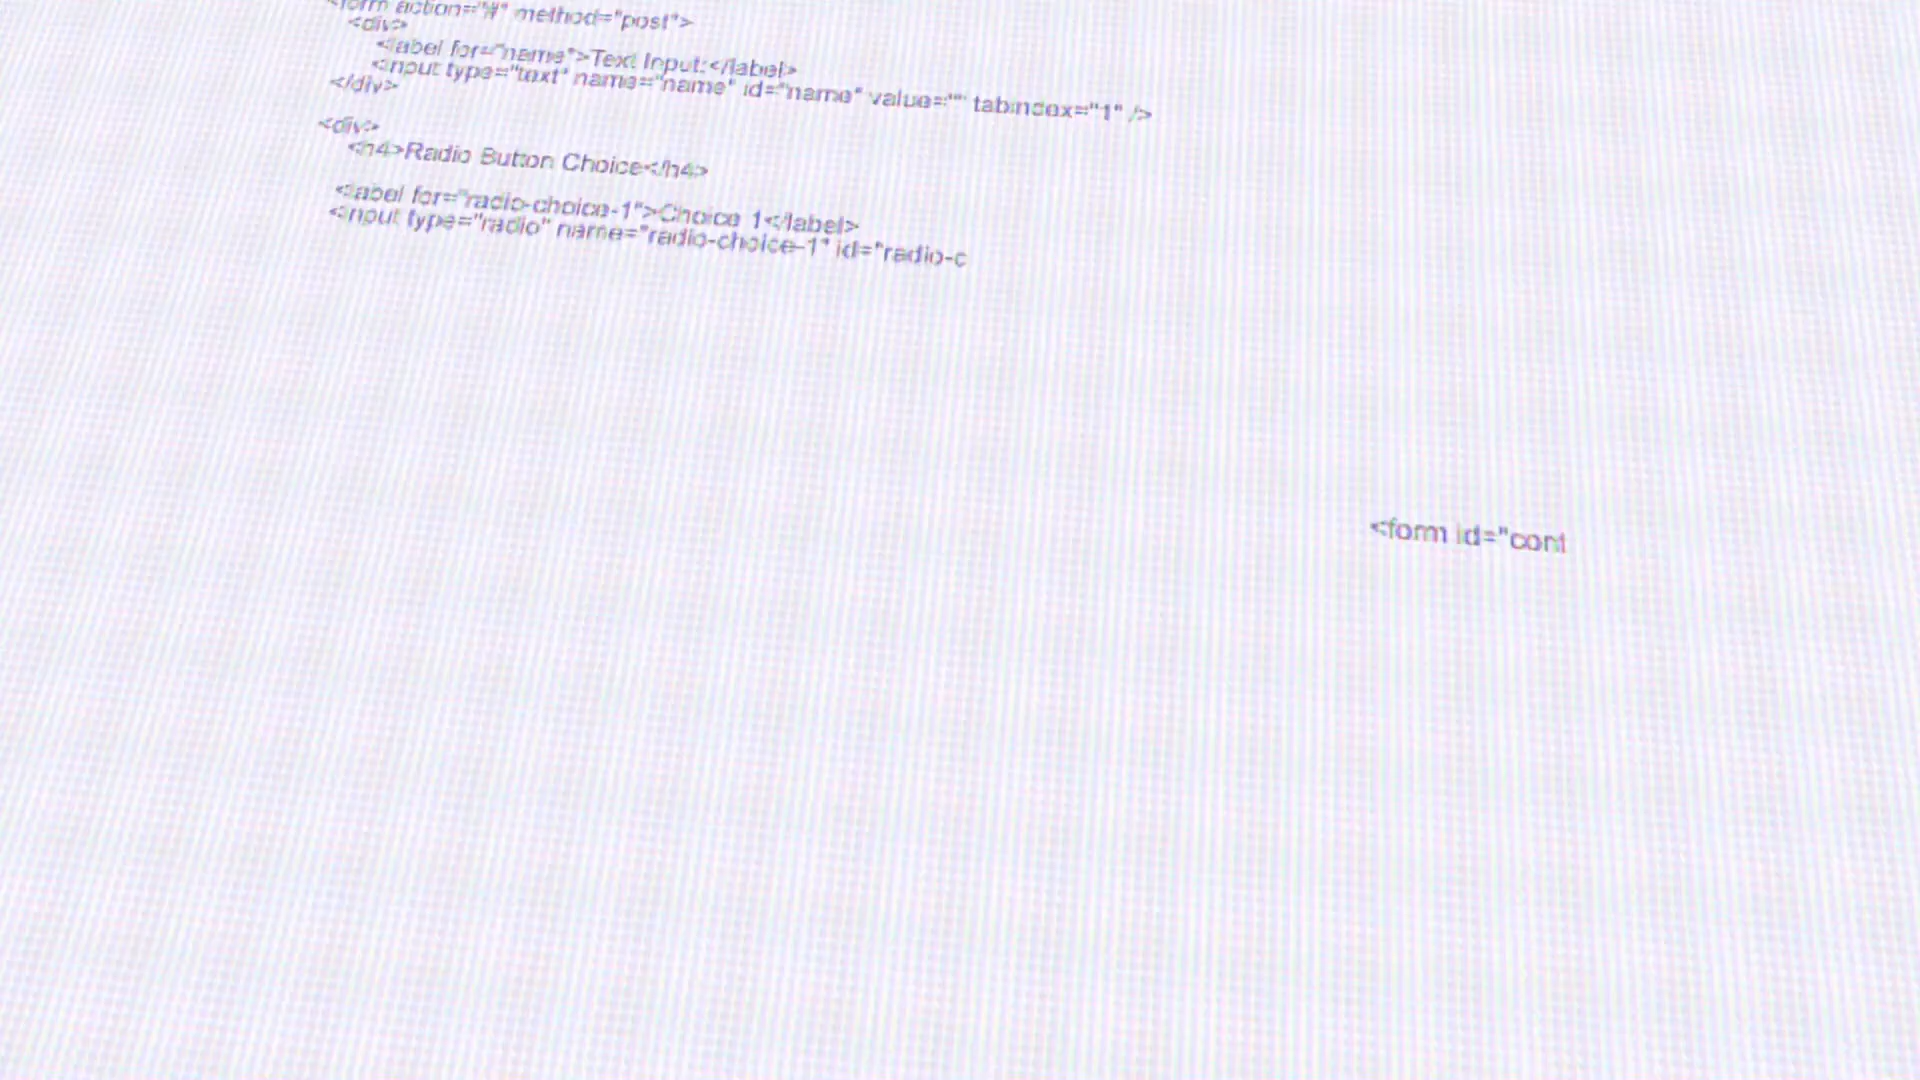 <form action="#" method="post">
<div>
<label for="name">Text Input:</label>
<input type="text" name="name" id="name" value="" tabindex="1" />
</div>
<div>
<h4>Radio Button Choice</h4>
<label for="radio-choice-1">Choice 1</label>
<input type="radio" name="radio-choice-1" id="radio-c
<form id="cont